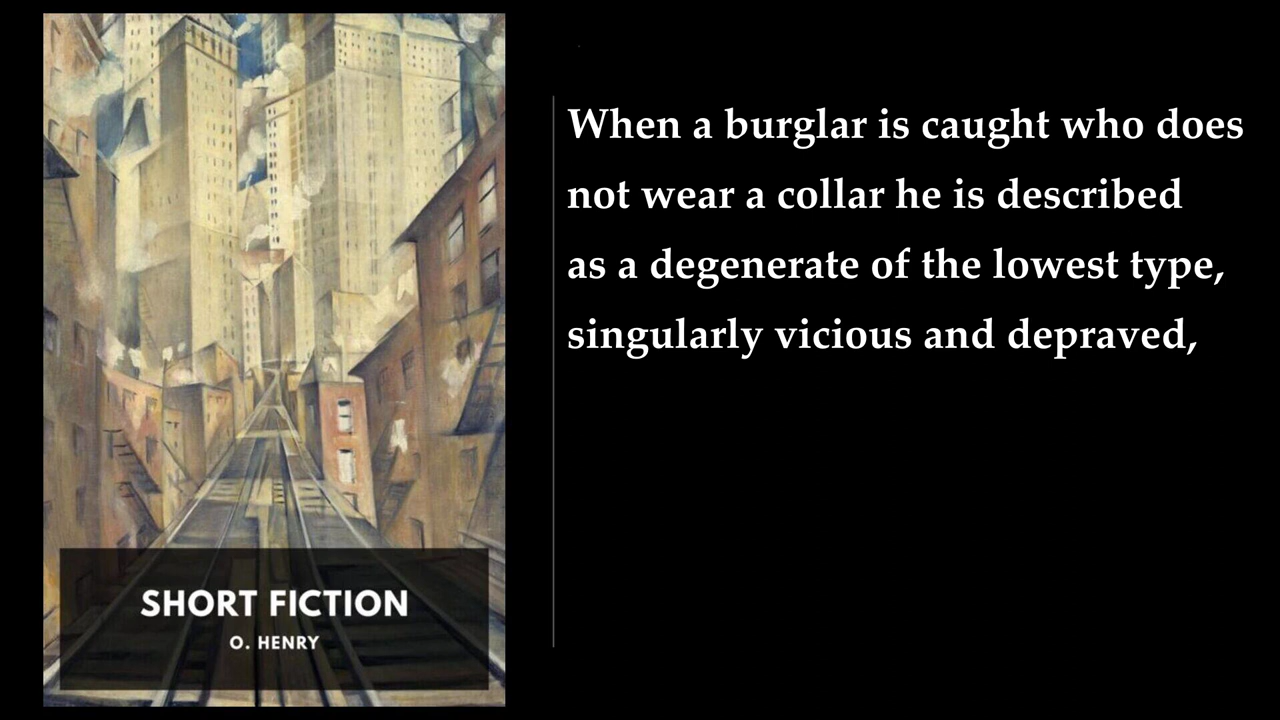 When a burglar is caught who does
not wear a collar he is described
as a degenerate of the lowest type,
singularly vicious and depraved,
SHORT FICTION
O. HENRY